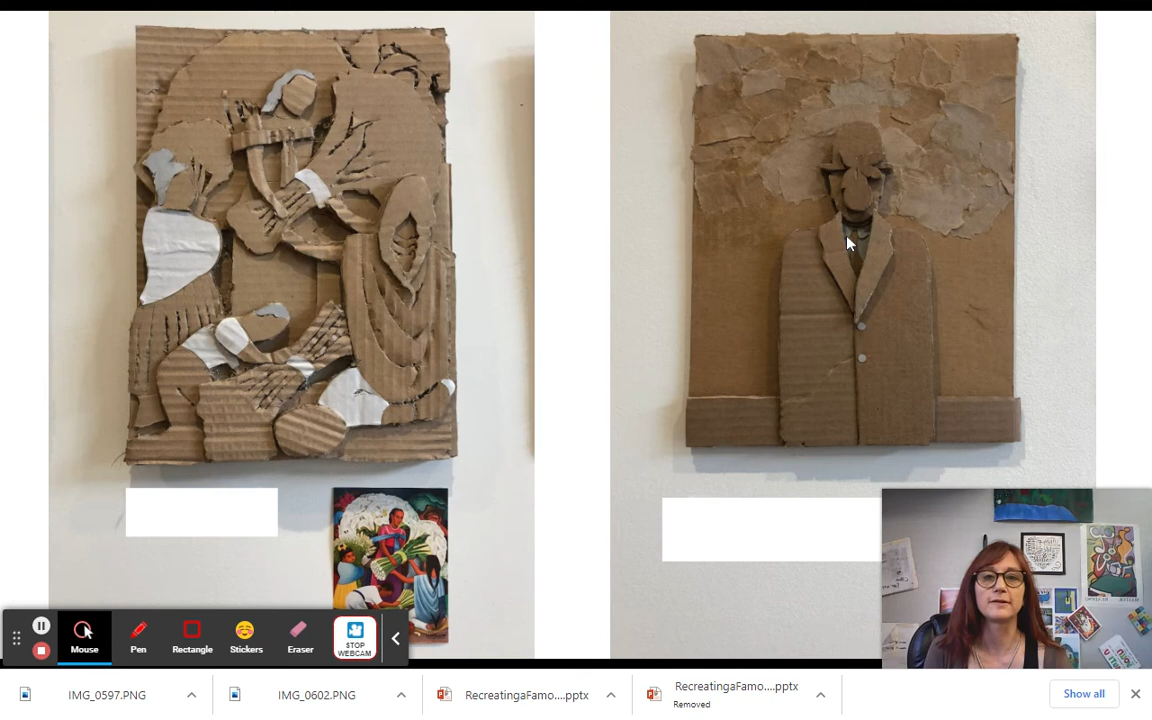 Mouse
Pen
Rectangle
Stickers
Eraser
STOP
WEBCAM
IMG_0597.PNG
IMG_0602.PNG
RecreatingaFamo....pptx
RecreatingaFamo....pptx
Removed
Show all